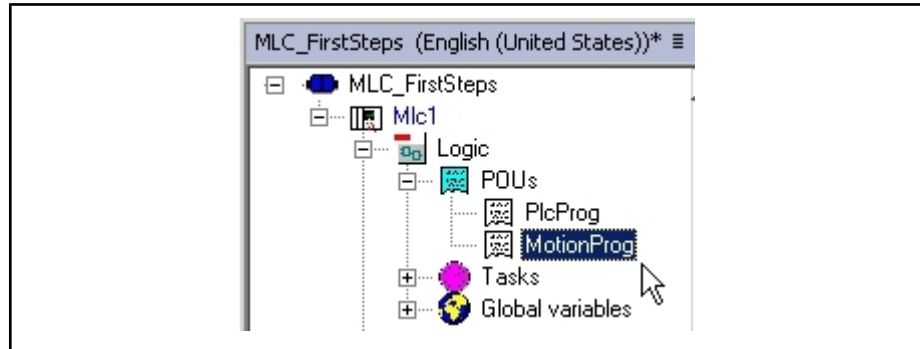 MLC_FirstSteps (English (United States))*
MLC_FirstSteps
Mlc1
Logic
POUs
PlcProg
MotionProg
Tasks
Global variables